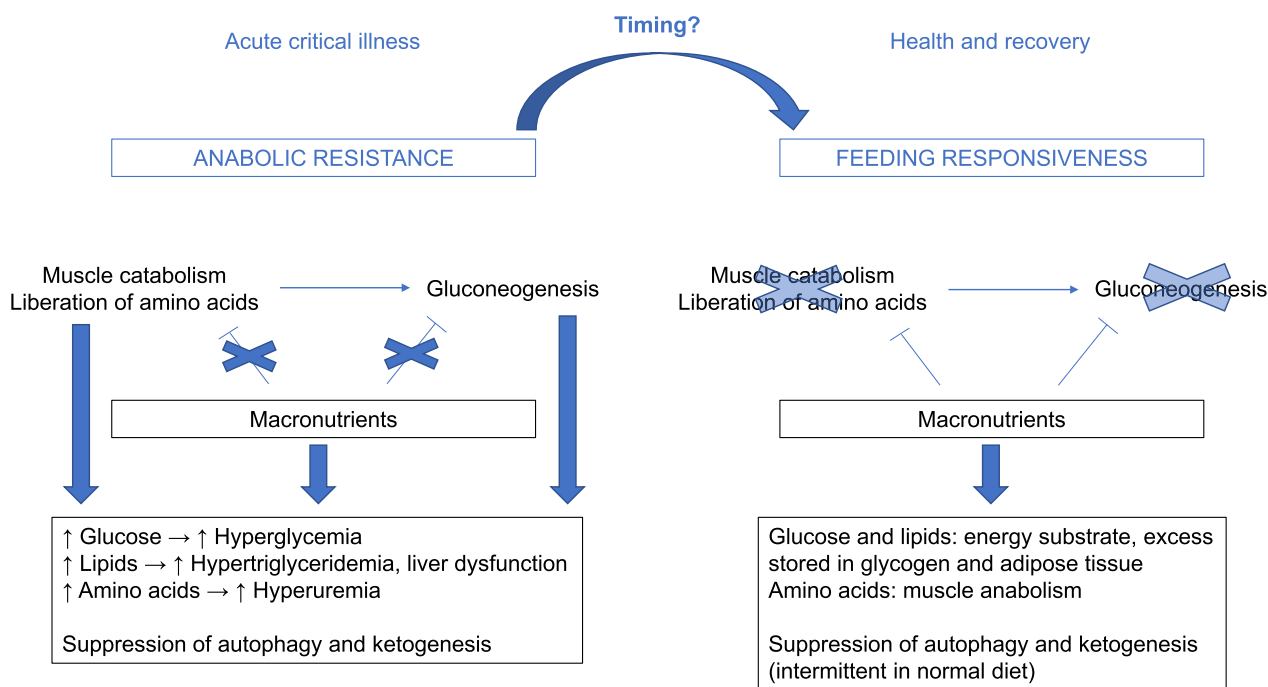 Timing?
Acute critical illness
Health and recovery
ANABOLIC RESISTANCE
FEEDING RESPONSIVENESS
Muscle catabolism
Liberation of amino acids
Gluconeogenesis
Macronutrients
↑ Glucose → ↑ Hyperglycemia
↑ Lipids → ↑ Hypertriglyceridemia, liver dysfunction
↑ Amino acids → ↑ Hyperuremia
Suppression of autophagy and ketogenesis
Muscle catabolism
Liberation of amino acids
Gluconeogenesis
Macronutrients
Glucose and lipids: energy substrate, excess
stored in glycogen and adipose tissue
Amino acids: muscle anabolism
Suppression of autophagy and ketogenesis
(intermittent in normal diet)